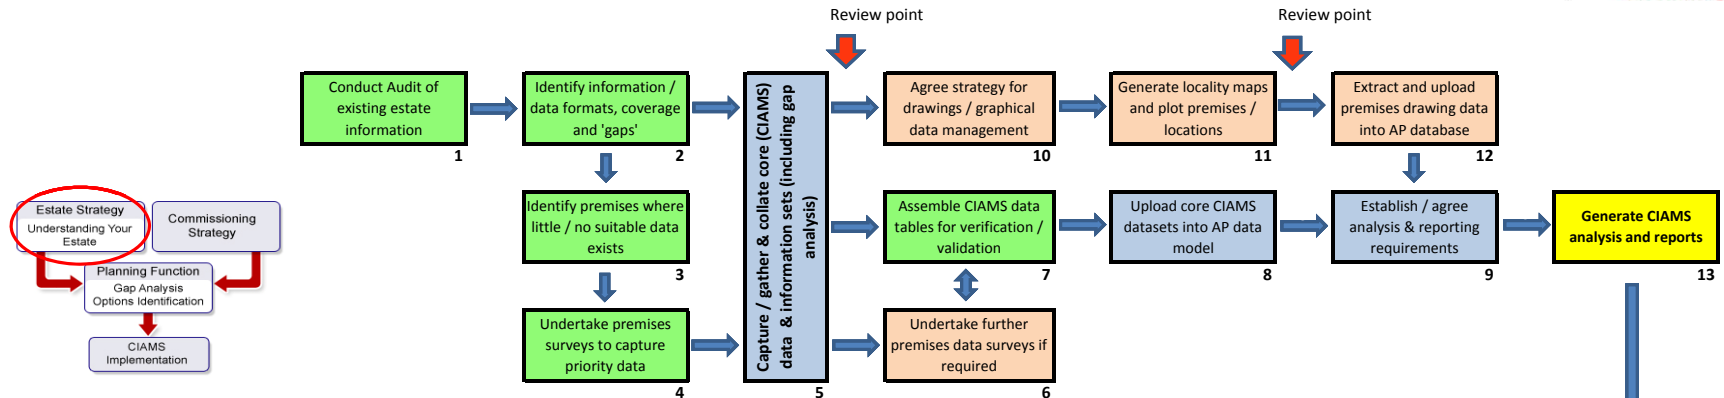 Review point
Review point
Conduct Audit of
existing estate
information
1
Identify information /
data formats, coverage
and 'gaps'
2
Capture / gather & collate core (CIAMS)
data & information sets (including gap
analysis)
5
Agree strategy for
drawings / graphical
data management
10
Generate locality maps
and plot premises /
locations
11
Extract and upload
premises drawing data
into AP database
12
Identify premises where
little / no suitable data
exists
3
Assemble CIAMS data
tables for verification /
validation
7
Upload core CIAMS
datasets into AP data
model
8
Establish / agree
analysis & reporting
requirements
9
Generate CIAMS
analysis and reports
13
Undertake premises
surveys to capture
priority data
4
Undertake further
premises data surveys if
required
6
Estate Strategy
Understanding Your
Estate
Commissioning
Strategy
Planning Function
Gap Analysis
Options Identification
CIAMS
Implementation